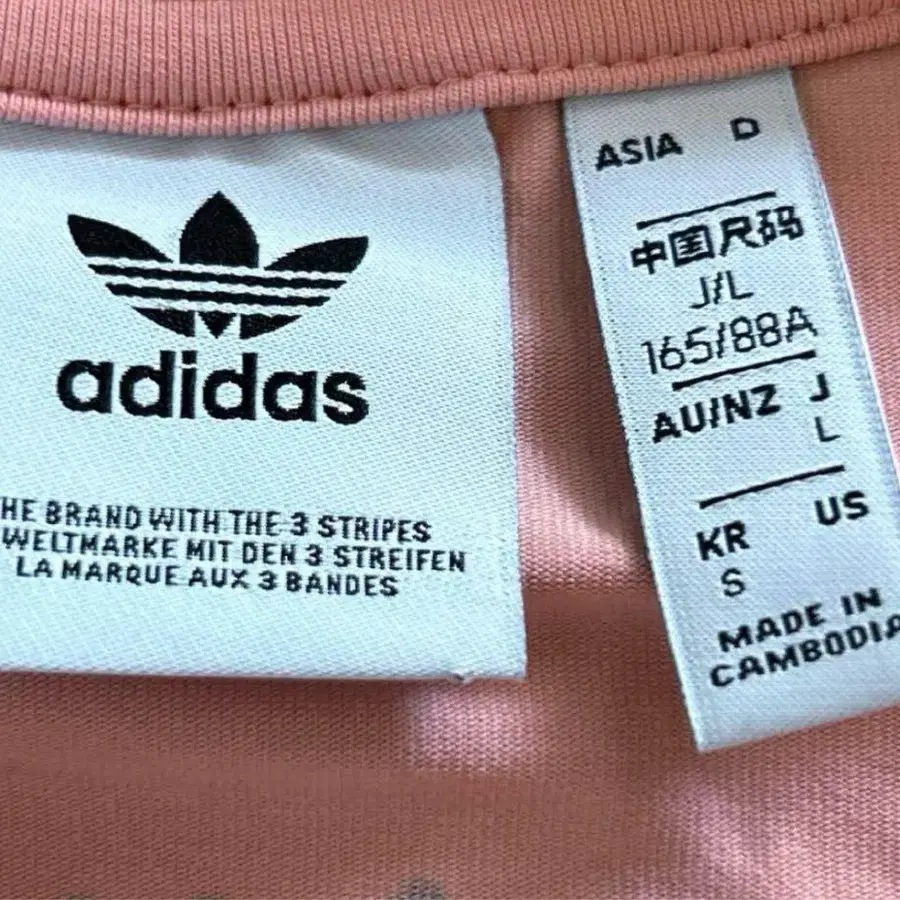 adidas
HE BRAND WITH THE 3 STRIPES
WELTMARKE MIT DEN 3 STREIFEN
LA MARQUE AUX 3 BANDES
ASIA D
中国尺码
J/L
165/88A
AU/NZ J
L
KR US
S
MADE IN
CAMBODIA